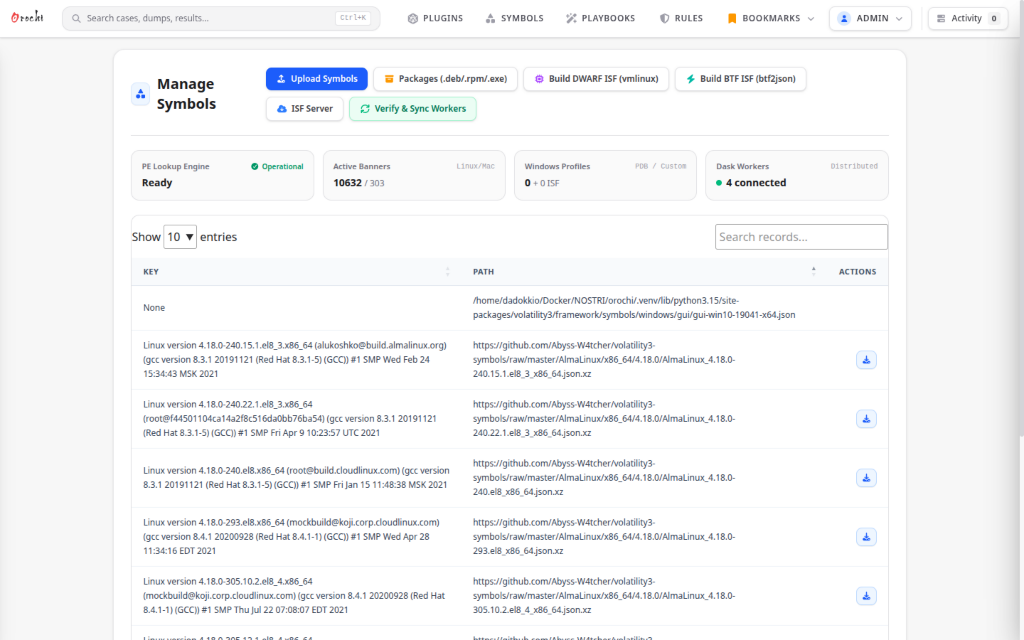 Orochi
Search cases, dumps, results...
Ctrl+K
PLUGINS
SYMBOLS
PLAYBOOKS
RULES
BOOKMARKS
ADMIN
Activity 0
Manage
Symbols
Upload Symbols
Packages (.deb/.rpm/.exe)
Build DWARF ISF (vmlinux)
Build BTF ISF (btf2json)
ISF Server
Verify & Sync Workers
PE Lookup Engine
Operational
Ready
Active Banners
Linux/Mac
10632 / 303
Windows Profiles
PDB / Custom
0 + 0 ISF
Dask Workers
Distributed
4 connected
Show 10 entries
Search records...
KEY
PATH
ACTIONS
None
/home/dadokkio/Docker/NOSTRI/orochi/.venv/lib/python3.15/site-
packages/volatility3/framework/symbols/windows/gui/gui-win10-19041-x64.json
Linux version 4.18.0-240.15.1.el8_3.x86_64 (alukoshko@build.almalinux.org)
(gcc version 8.3.1 20191121 (Red Hat 8.3.1-5) (GCC)) #1 SMP Wed Feb 24
15:34:43 MSK 2021
https://github.com/Abyss-W4tcher/volatility3-
symbols/raw/master/AlmaLinux/x86_64/4.18.0/AlmaLinux_4.18.0-
240.15.1.el8_3_x86_64.json.xz
Linux version 4.18.0-240.22.1.el8_3.x86_64
(root@f44501104ca14a2f8c516da0bb76ba54) (gcc version 8.3.1 20191121
(Red Hat 8.3.1-5) (GCC)) #1 SMP Fri Apr 9 10:23:57 UTC 2021
https://github.com/Abyss-W4tcher/volatility3-
symbols/raw/master/AlmaLinux/x86_64/4.18.0/AlmaLinux_4.18.0-
240.22.1.el8_3_x86_64.json.xz
Linux version 4.18.0-240.el8.x86_64 (root@build.cloudlinux.com) (gcc version
8.3.1 20191121 (Red Hat 8.3.1-5) (GCC)) #1 SMP Fri Jan 15 11:48:38 MSK 2021
https://github.com/Abyss-W4tcher/volatility3-
symbols/raw/master/AlmaLinux/x86_64/4.18.0/AlmaLinux_4.18.0-
240.el8_x86_64.json.xz
Linux version 4.18.0-293.el8.x86_64 (mockbuild@koji.corp.cloudlinux.com)
(gcc version 8.4.1 20200928 (Red Hat 8.4.1-1) (GCC)) #1 SMP Wed Apr 28
11:34:16 EDT 2021
https://github.com/Abyss-W4tcher/volatility3-
symbols/raw/master/AlmaLinux/x86_64/4.18.0/AlmaLinux_4.18.0-
293.el8_x86_64.json.xz
Linux version 4.18.0-305.10.2.el8_4.x86_64
(mockbuild@koji.corp.cloudlinux.com) (gcc version 8.4.1 20200928 (Red Hat
8.4.1-1) (GCC)) #1 SMP Thu Jul 22 07:08:07 EDT 2021
https://github.com/Abyss-W4tcher/volatility3-
symbols/raw/master/AlmaLinux/x86_64/4.18.0/AlmaLinux_4.18.0-
305.10.2.el8_4_x86_64.json.xz